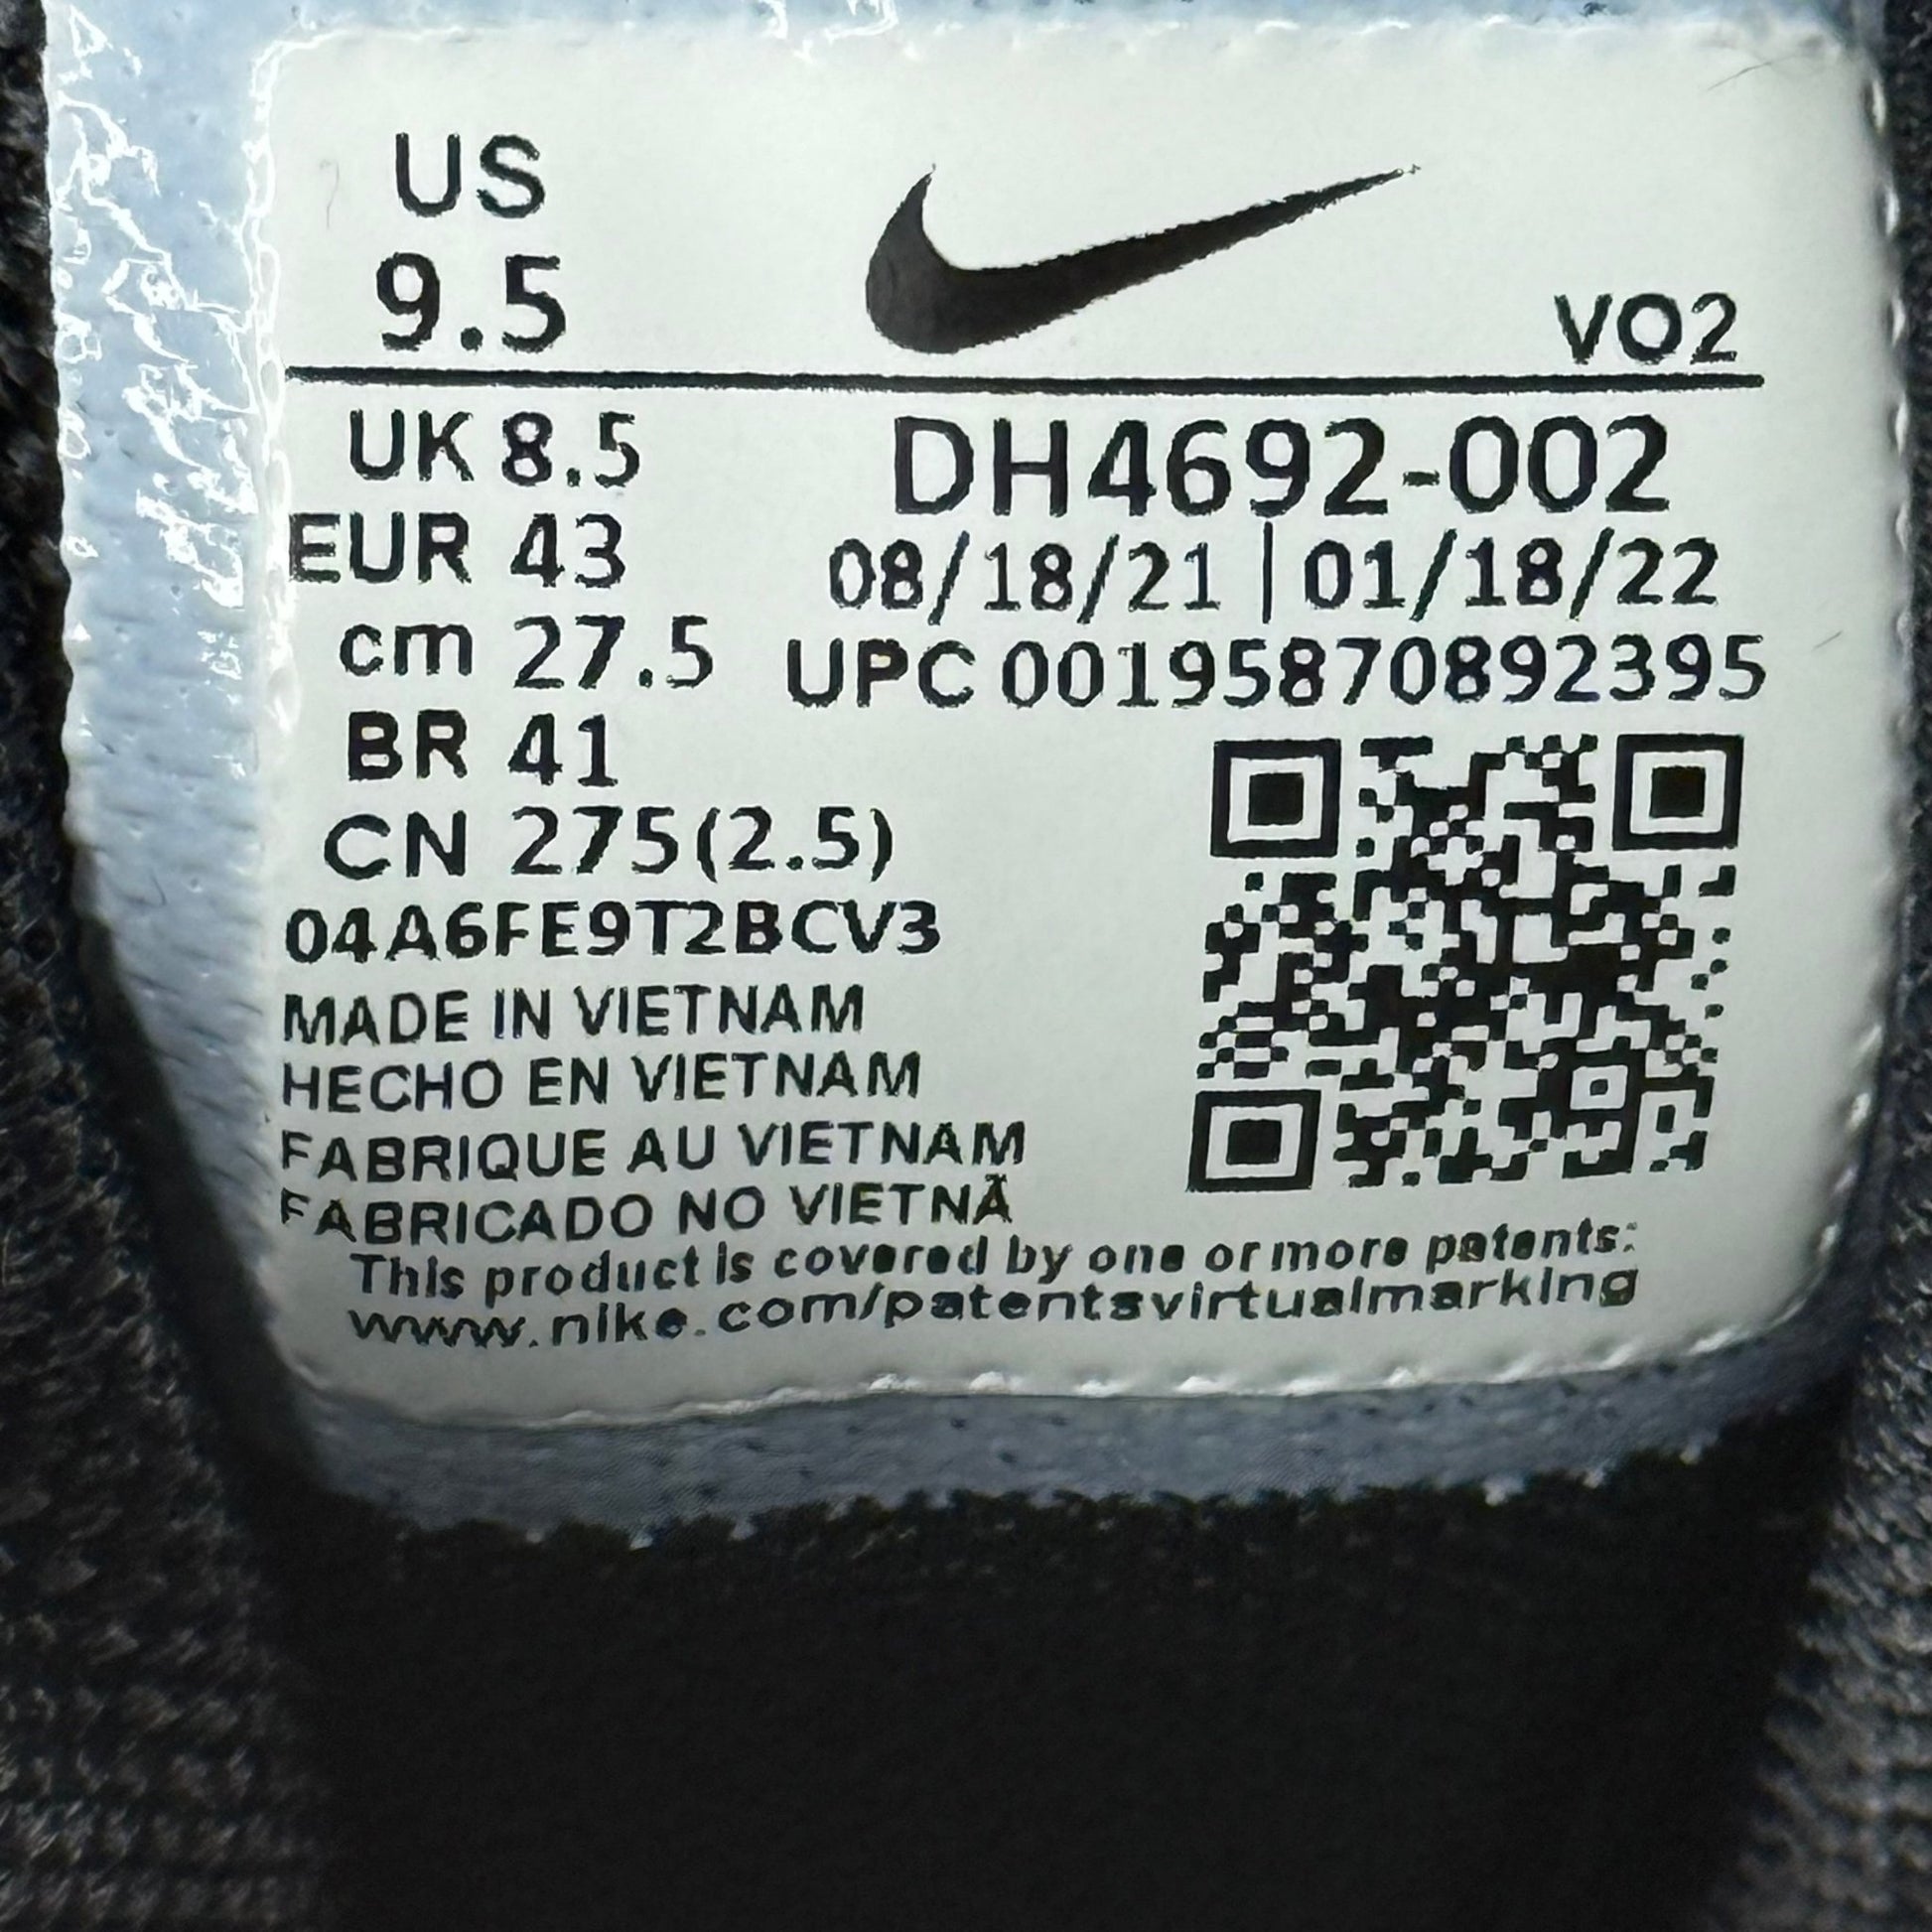 US
9.5
VO2
UK 8.5
EUR 43
cm 27.5
BR 41
CN 275(2.5)
DH4692-002
08/18/21 | 01/18/22
UPC 00195870892395
04A6FE9T2BCV3
MADE IN VIETNAM
HECHO EN VIETNAM
FABRIQUE AU VIETNAM
FABRICADO NO VIETNÃ
This product is covered by one or more patents:
www.nike.com/patentsvirtualmarking